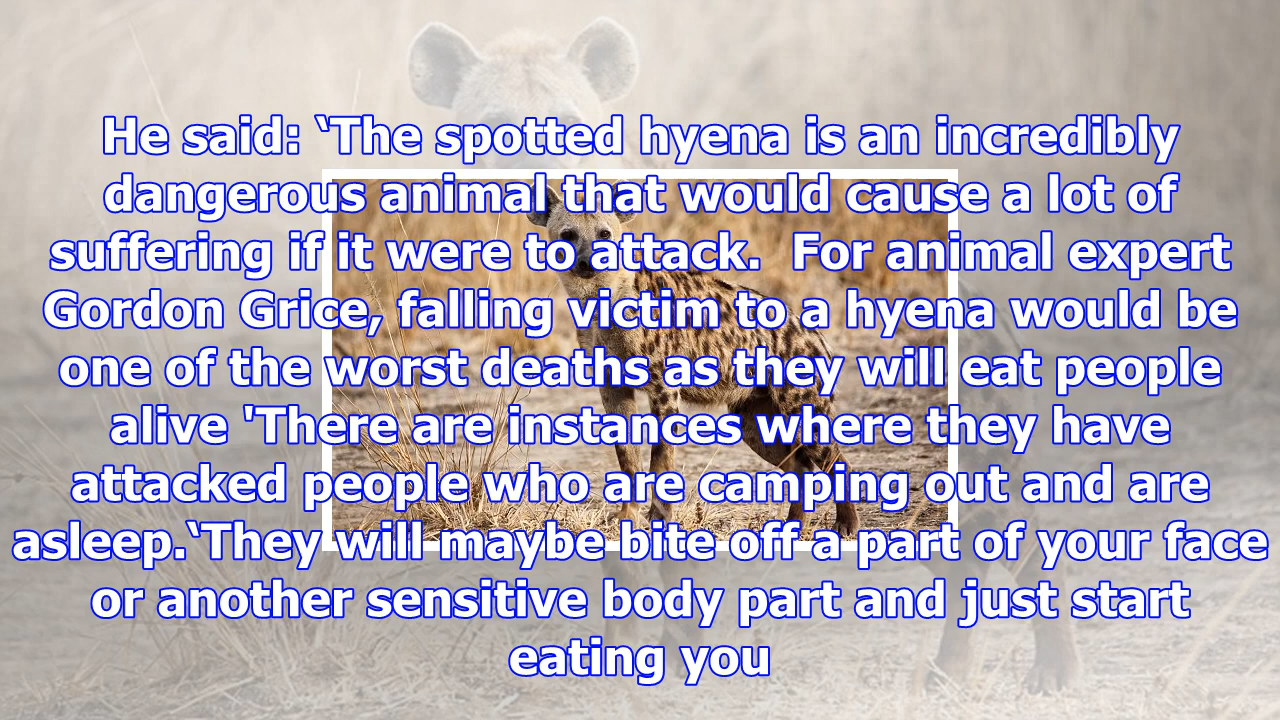 He said: ‘The spotted hyena is an incredibly
dangerous animal that would cause a lot of
suffering if it were to attack.  For animal expert
Gordon Grice, falling victim to a hyena would be
one of the worst deaths as they will eat people
alive 'There are instances where they have
attacked people who are camping out and are
asleep.‘They will maybe bite off a part of your face
or another sensitive body part and just start
eating you